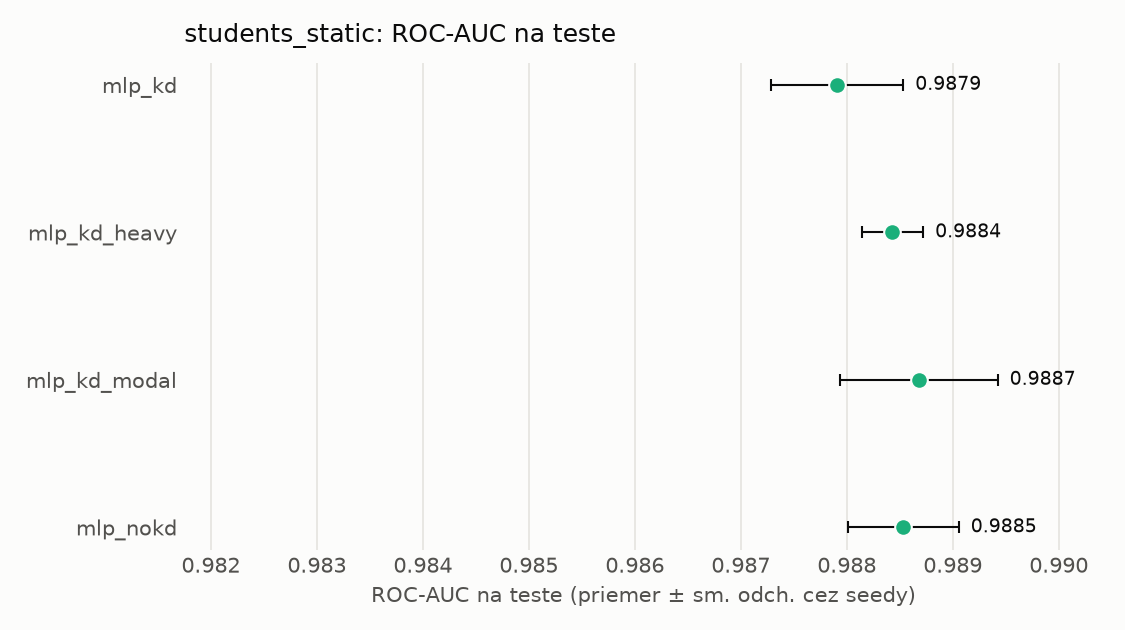 students_static: ROC-AUC na teste
mlp_kd
0.9879
mlp_kd_heavy
0.9884
mlp_kd_modal
0.9887
mlp_nokd
0.9885
0.982 0.983 0.984 0.985 0.986 0.987 0.988 0.989 0.990
ROC-AUC na teste (priemer ± sm. odch. cez seedy)